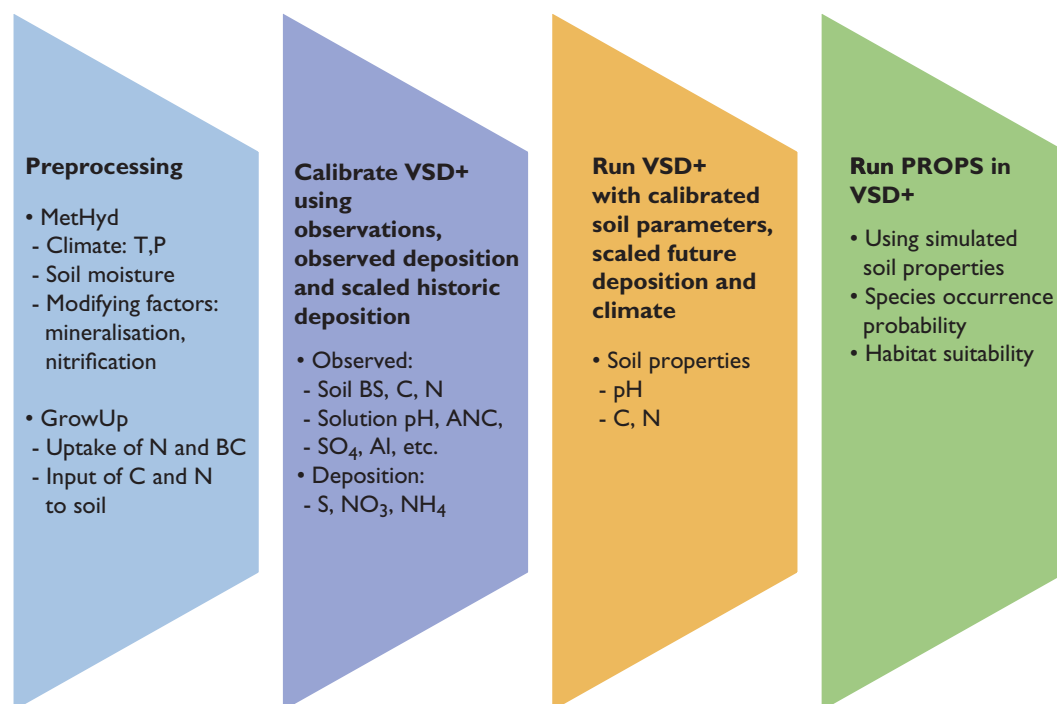 Preprocessing
• MetHyd
- Climate: T,P
- Soil moisture
- Modifying factors:
mineralisation,
nitrification
• GrowUp
- Uptake of N and BC
- Input of C and N
to soil
Calibrate VSD+
using
observations,
observed deposition
and scaled historic
deposition
• Observed:
- Soil BS, C, N
- Solution pH, ANC,
- SO₄, Al, etc.
• Deposition:
- S, NO₃, NH₄
Run VSD+
with calibrated
soil parameters,
scaled future
deposition and
climate
• Soil properties
- pH
- C, N
Run PROPS in
VSD+
• Using simulated
soil properties
• Species occurrence
probability
• Habitat suitability